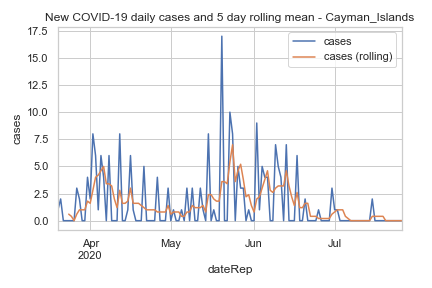 New COVID-19 daily cases and 5 day rolling mean - Cayman_Islands
cases
cases (rolling)
17.5
15.0
12.5
10.0
7.5
5.0
2.5
0.0
cases
Apr
2020
May
Jun
Jul
dateRep